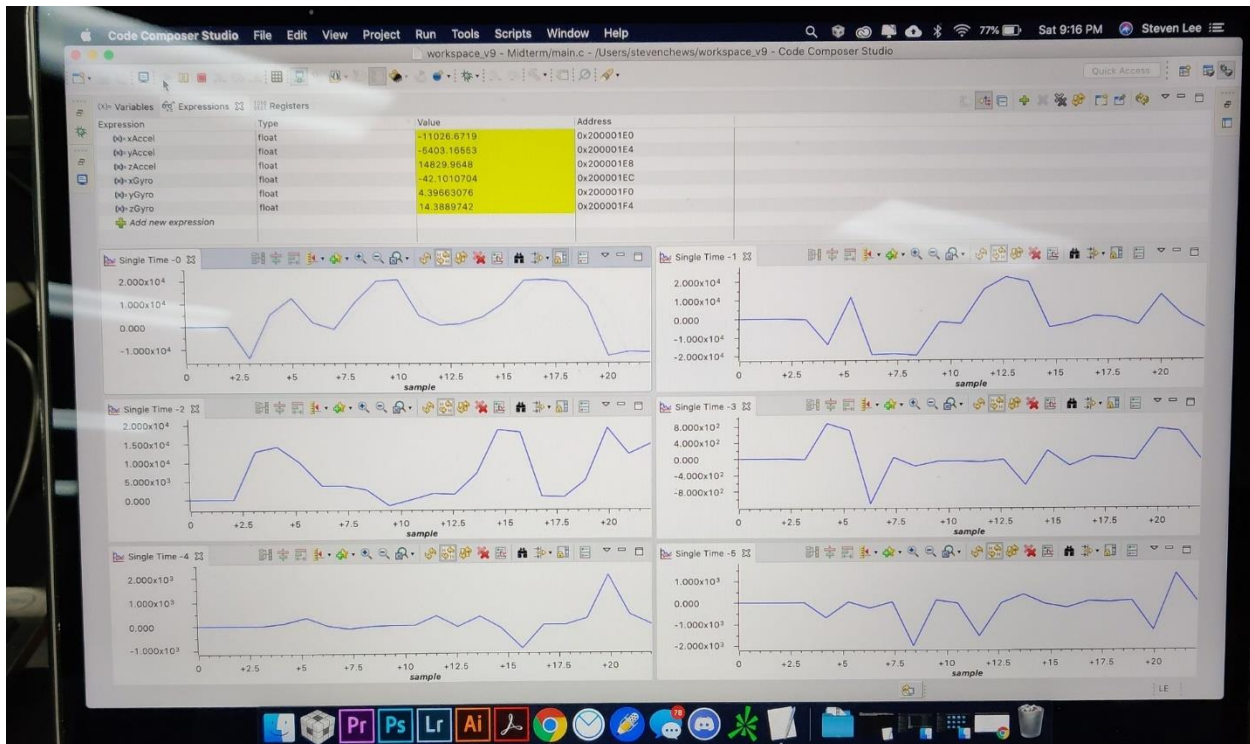 Code Composer Studio File Edit View Project Run Tools Scripts Window Help 77% Sat 9:16 PM Steven Lee
workspace_v9 - Midterm/main.c - /Users/stevenchews/workspace_v9 - Code Composer Studio
Quick Access
(x)= Variables Expressions Registers
Expression Type Value Address
(x)= xAccel float -11026.6719 0x200001E0
(x)= yAccel float 0x200001E4
(x)= zAccel float 14829.9648 0x200001E8
(x)= xGyro float -42.1010704 0x200001EC
(x)= yGyro float 4.39663076 0x200001F0
(x)= zGyro float 14.3889742 0x200001F4
Add new expression
Single Time -0
2.000x10⁴
1.000x10⁴
0.000
-1.000x10⁴
0 +2.5 +5 +7.5 +10 +12.5 +15 +17.5 +20
sample
Single Time -1
2.000x10⁴
1.000x10⁴
0.000
-1.000x10⁴
-2.000x10⁴
0 +2.5 +5 +7.5 +10 +12.5 +15 +17.5 +20
sample
Single Time -2
2.000x10⁴
1.500x10⁴
1.000x10⁴
5.000x10³
0.000
0 +2.5 +5 +7.5 +10 +12.5 +15 +17.5 +20
sample
Single Time -3
8.000x10²
4.000x10²
0.000
-4.000x10²
-8.000x10²
0 +2.5 +5 +7.5 +10 +12.5 +15 +17.5 +20
sample
Single Time -4
2.000x10³
1.000x10³
0.000
-1.000x10³
0 +2.5 +5 +7.5 +10 +12.5 +15 +17.5 +20
sample
Single Time -5
1.000x10³
0.000
-1.000x10³
-2.000x10³
0 +2.5 +5 +7.5 +10 +12.5 +15 +17.5 +20
sample
LE
Pr Ps Lr Ai 78